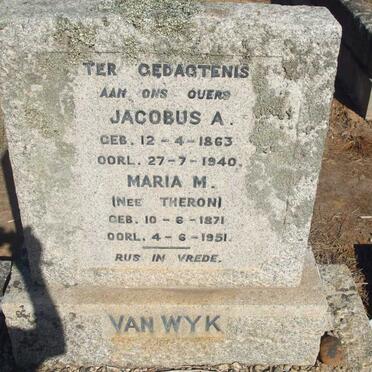 TER GEDAGTENIS
AAN ONS OUERS
JACOBUS A.
GEB. 12-4-1863
OORL. 27-7-1940.
MARIA M.
(NEE THERON)
GEB. 10-6-1871
OORL. 4-6-1951.
RUS IN VREDE.
VAN WYK